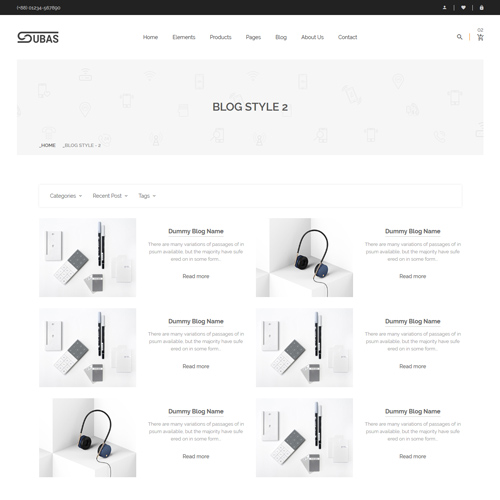 (+88) 01234-567890
SUBAS
Home Elements Products Pages Blog About Us Contact
02
BLOG STYLE 2
_HOME _BLOG STYLE - 2
Categories Recent Post Tags
Dummy Blog Name
There are many variations of passages of in
psum available, but the majority have sufe
ered on in some form...
Read more
Dummy Blog Name
There are many variations of passages of in
psum available, but the majority have sufe
ered on in some form...
Read more
Dummy Blog Name
There are many variations of passages of in
psum available, but the majority have sufe
ered on in some form...
Read more
Dummy Blog Name
There are many variations of passages of in
psum available, but the majority have sufe
ered on in some form...
Read more
Dummy Blog Name
There are many variations of passages of in
psum available, but the majority have sufe
ered on in some form...
Read more
Dummy Blog Name
There are many variations of passages of in
psum available, but the majority have sufe
ered on in some form...
Read more